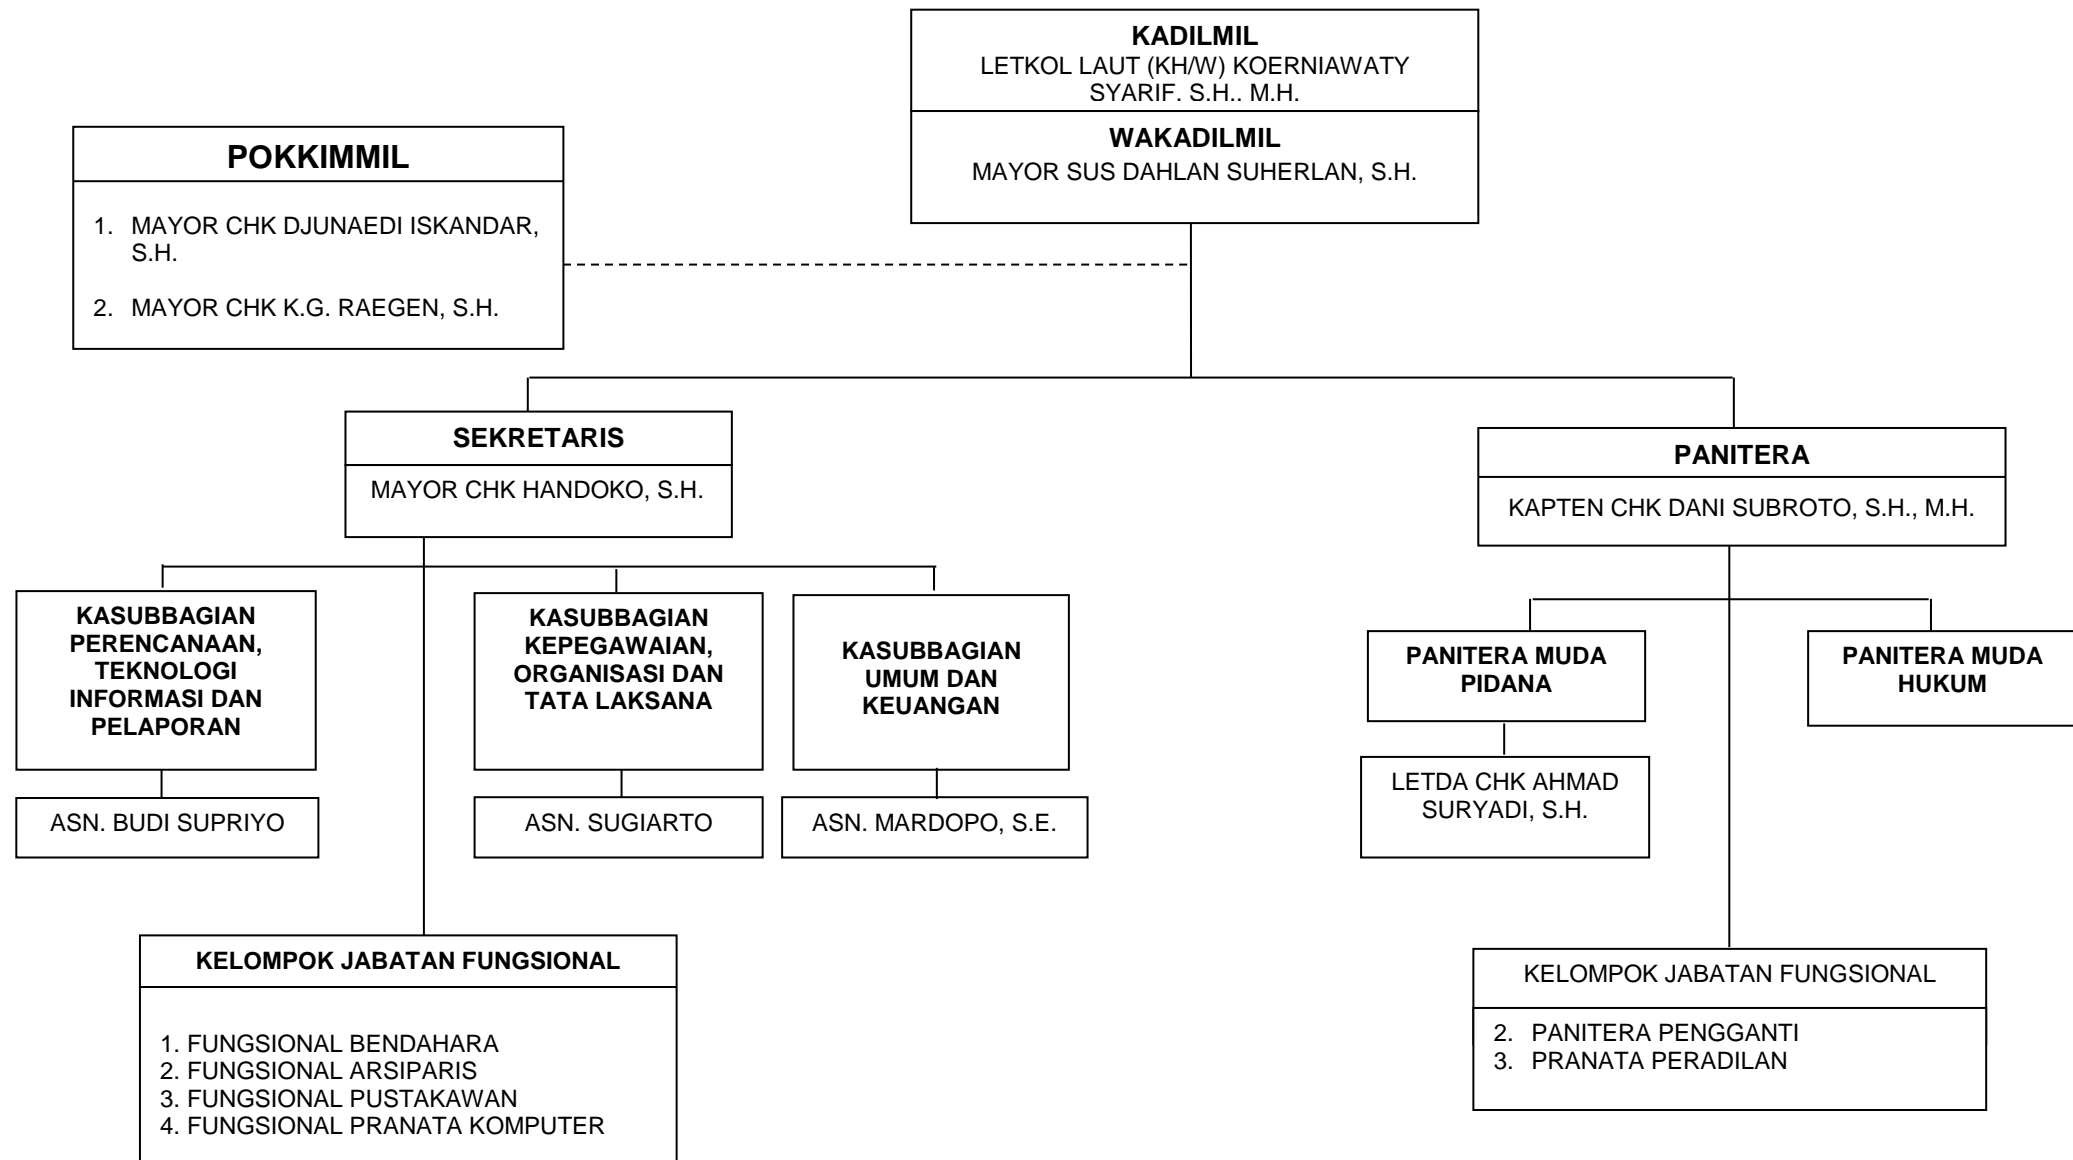 KADILMIL
LETKOL LAUT (KH/W) KOERNIAWATY
SYARIF. S.H.. M.H.
WAKADILMIL
MAYOR SUS DAHLAN SUHERLAN, S.H.
POKKIMMIL
1. MAYOR CHK DJUNAEDI ISKANDAR,
S.H.
2. MAYOR CHK K.G. RAEGEN, S.H.
SEKRETARIS
MAYOR CHK HANDOKO, S.H.
PANITERA
KAPTEN CHK DANI SUBROTO, S.H., M.H.
KASUBBAGIAN
PERENCANAAN,
TEKNOLOGI
INFORMASI DAN
PELAPORAN
KASUBBAGIAN
KEPEGAWAIAN,
ORGANISASI DAN
TATA LAKSANA
KASUBBAGIAN
UMUM DAN
KEUANGAN
PANITERA MUDA
PIDANA
PANITERA MUDA
HUKUM
ASN. BUDI SUPRIYO
ASN. SUGIARTO
ASN. MARDOPO, S.E.
LETDA CHK AHMAD
SURYADI, S.H.
KELOMPOK JABATAN FUNGSIONAL
1. FUNGSIONAL BENDAHARA
2. FUNGSIONAL ARSIPARIS
3. FUNGSIONAL PUSTAKAWAN
4. FUNGSIONAL PRANATA KOMPUTER
KELOMPOK JABATAN FUNGSIONAL
2. PANITERA PENGGANTI
3. PRANATA PERADILAN